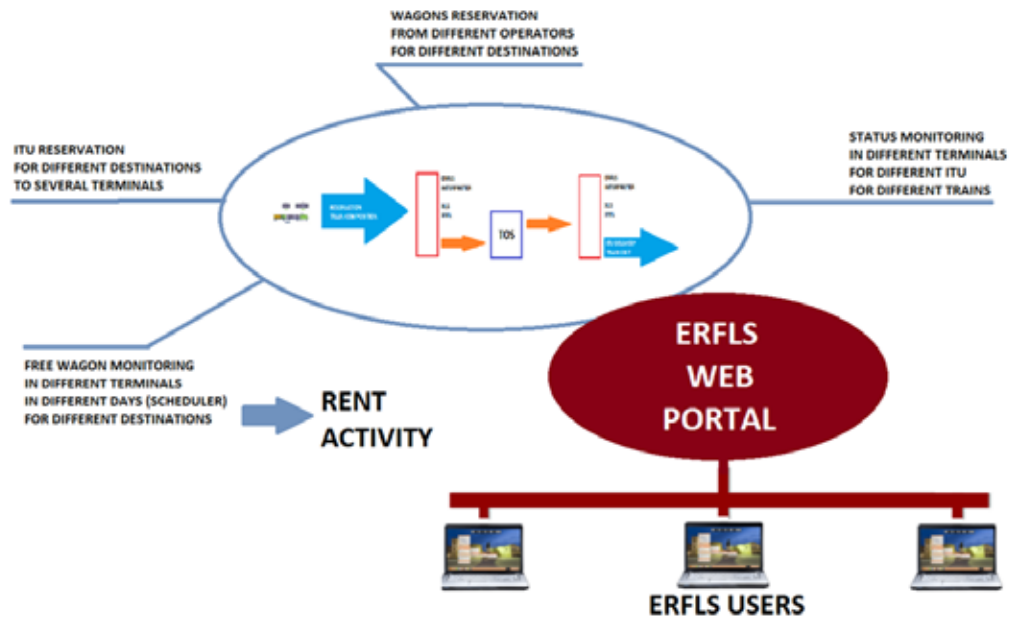 WAGONS RESERVATION
FROM DIFFERENT OPERATORS
FOR DIFFERENT DESTINATIONS
ITU RESERVATION
FOR DIFFERENT DESTINATIONS
TO SEVERAL TERMINALS
STATUS MONITORING
IN DIFFERENT TERMINALS
FOR DIFFERENT ITU
FOR DIFFERENT TRAINS
TOS
FREE WAGON MONITORING
IN DIFFERENT TERMINALS
IN DIFFERENT DAYS (SCHEDULER)
FOR DIFFERENT DESTINATIONS
RENT
ACTIVITY
ERFLS
WEB
PORTAL
ERFLS USERS